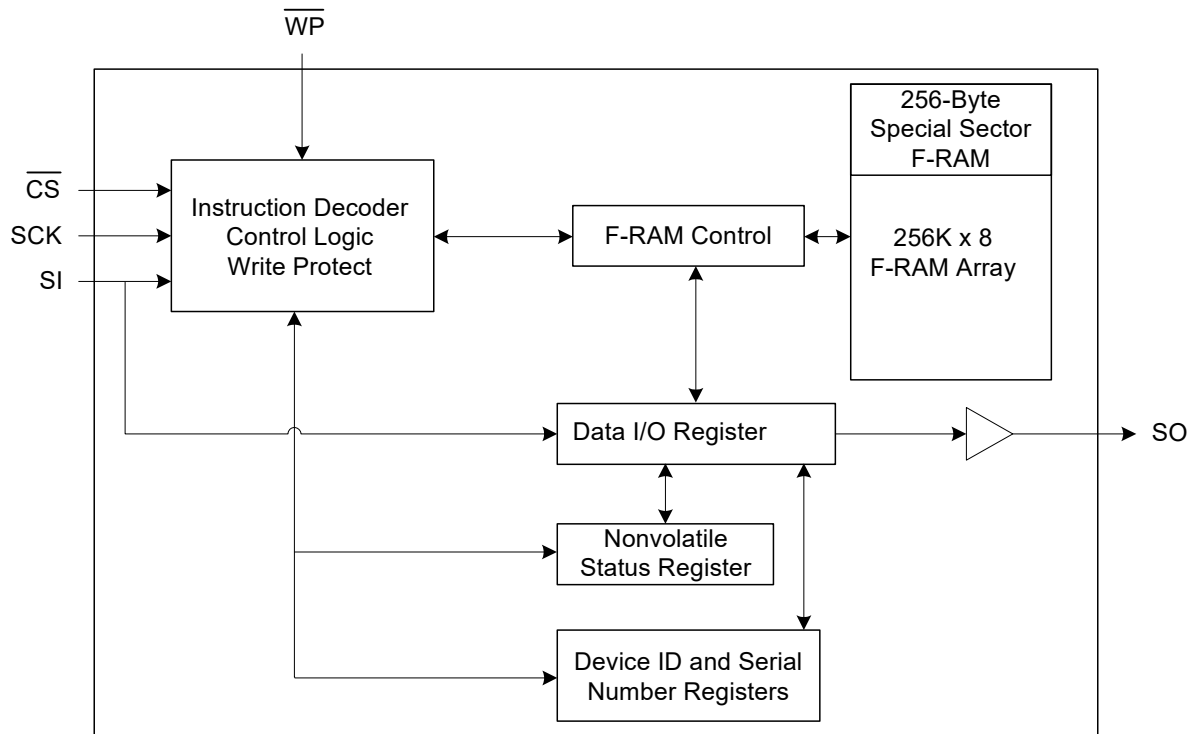 WP
256-Byte
Special Sector
F-RAM
CS
SCK
SI
Instruction Decoder
Control Logic
Write Protect
F-RAM Control
256K x 8
F-RAM Array
Data I/O Register
SO
Nonvolatile
Status Register
Device ID and Serial
Number Registers